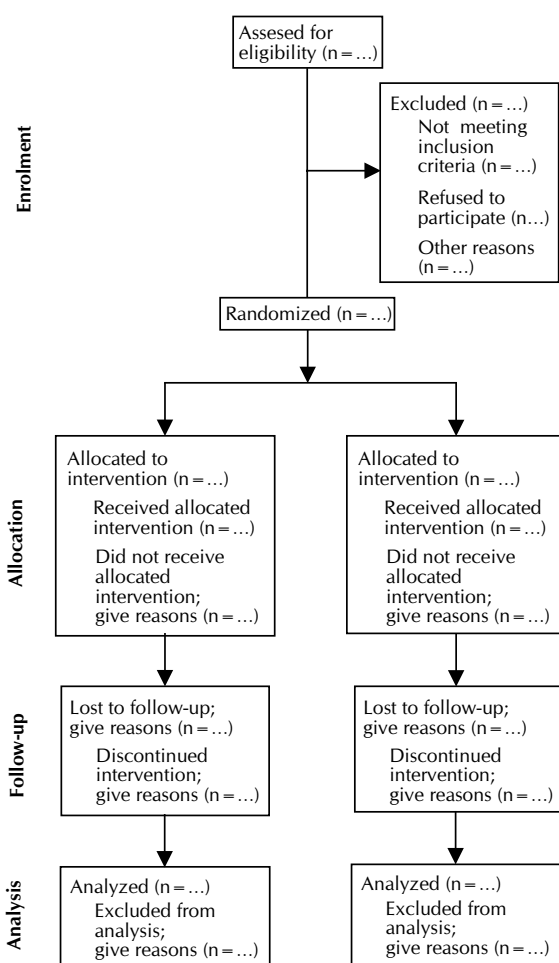 Assesed for
eligibility (n = ...)
Enrolment
Excluded (n = ...)
Not meeting
inclusion
criteria (n = ...)
Refused to
participate (n...)
Other reasons
(n = ...)
Randomized (n = ...)
Allocation
Allocated to
intervention (n = ...)
Received allocated
intervention (n = ...)
Did not receive
allocated
intervention;
give reasons (n = ...)
Allocated to
intervention (n = ...)
Received allocated
intervention (n = ...)
Did not receive
allocated
intervention;
give reasons (n = ...)
Follow-up
Lost to follow-up;
give reasons (n = ...)
Discontinued
intervention;
give reasons (n = ...)
Lost to follow-up;
give reasons (n = ...)
Discontinued
intervention;
give reasons (n = ...)
Analysis
Analyzed (n = ...)
Excluded from
analysis;
give reasons (n = ...)
Analyzed (n = ...)
Excluded from
analysis;
give reasons (n = ...)